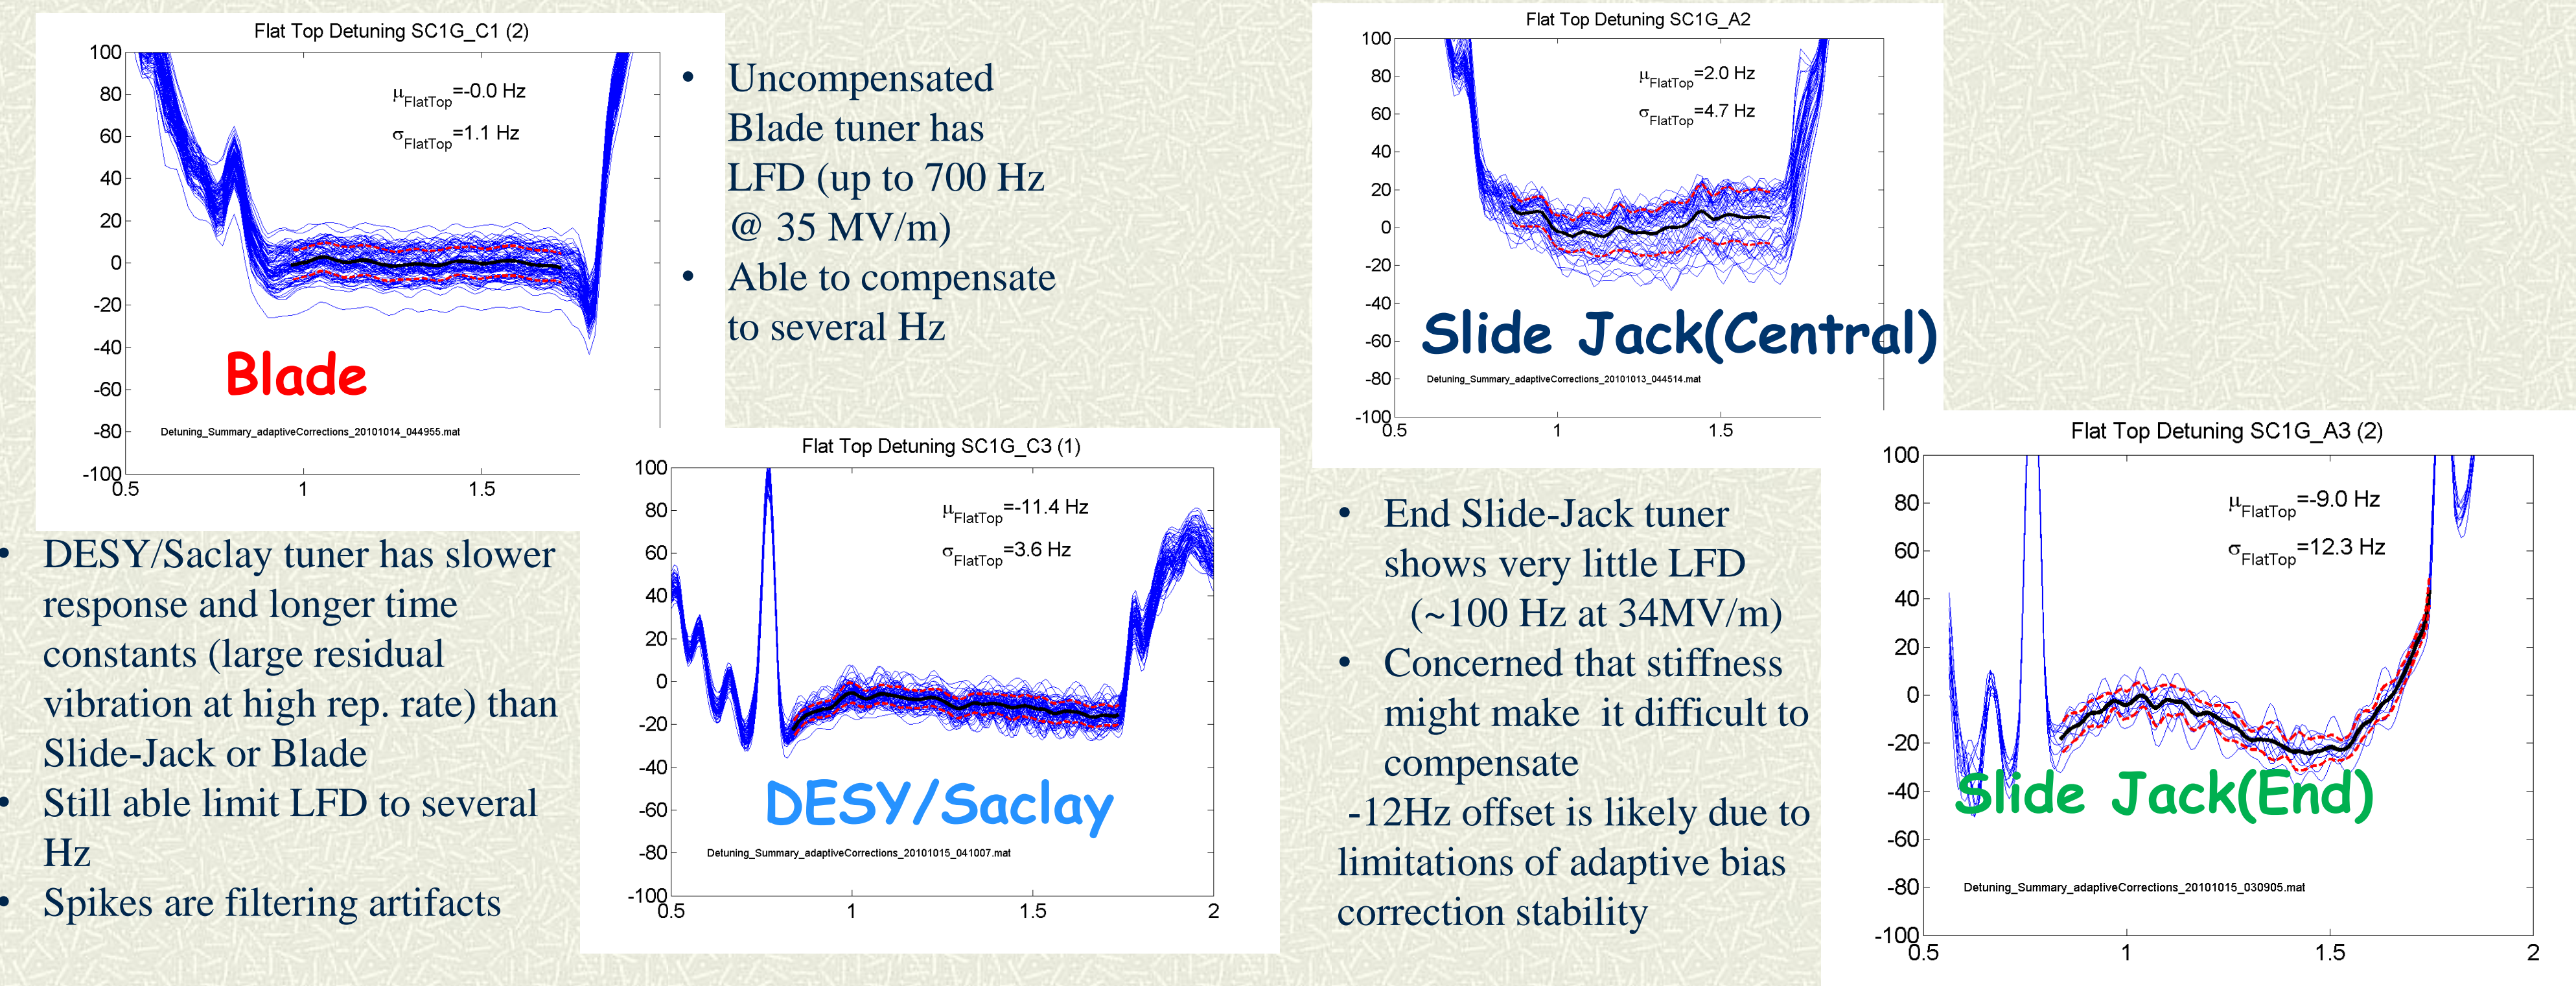 Flat Top Detuning SC1G_C1 (2)
100
80
60
40
20
0
-20
-40
-60
-80
-100
0.5
1
1.5
μFlatTop=-0.0 Hz
σFlatTop=1.1 Hz
Blade
Detuning_Summary_adaptiveCorrections_20101014_044955.mat
• Uncompensated
Blade tuner has
LFD (up to 700 Hz
@ 35 MV/m)
• Able to compensate
to several Hz
Flat Top Detuning SC1G_A2
100
80
60
40
20
0
-20
-40
-60
-80
-100
0.5
1
1.5
μFlatTop=2.0 Hz
σFlatTop=4.7 Hz
Slide Jack(Central)
Detuning_Summary_adaptiveCorrections_20101013_044514.mat
• DESY/Saclay tuner has slower
response and longer time
constants (large residual
vibration at high rep. rate) than
Slide-Jack or Blade
• Still able limit LFD to several
Hz
• Spikes are filtering artifacts
Flat Top Detuning SC1G_C3 (1)
100
80
60
40
20
0
-20
-40
-60
-80
-100
0.5
1
1.5
2
μFlatTop=-11.4 Hz
σFlatTop=3.6 Hz
DESY/Saclay
Detuning_Summary_adaptiveCorrections_20101015_041007.mat
• End Slide-Jack tuner
shows very little LFD
(~100 Hz at 34MV/m)
• Concerned that stiffness
might make it difficult to
compensate
-12Hz offset is likely due to
limitations of adaptive bias
correction stability
Flat Top Detuning SC1G_A3 (2)
100
80
60
40
20
0
-20
-40
-60
-80
-100
0.5
1
1.5
2
μFlatTop=-9.0 Hz
σFlatTop=12.3 Hz
Slide Jack(End)
Detuning_Summary_adaptiveCorrections_20101015_030905.mat